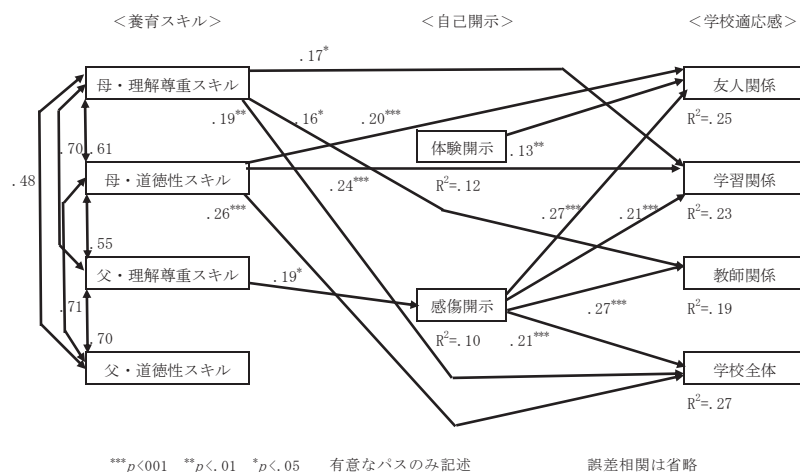 ＜養育スキル＞ ＜自己開示＞ ＜学校適応感＞
.17*
母・理解尊重スキル 友人関係
.19** .16* .20*** R²=.25
.70 .61 体験開示 .13**
.48 母・道徳性スキル .24*** R²=.12 学習関係
.26*** .27*** .21*** R²=.23
.55
父・理解尊重スキル .19* 教師関係
.71 感傷開示 .27*** R²=.19
.70 R²=.10 .21***
父・道徳性スキル 学校全体
R²=.27
***p<001 **p<.01 *p<.05 有意なパスのみ記述 誤差相関は省略